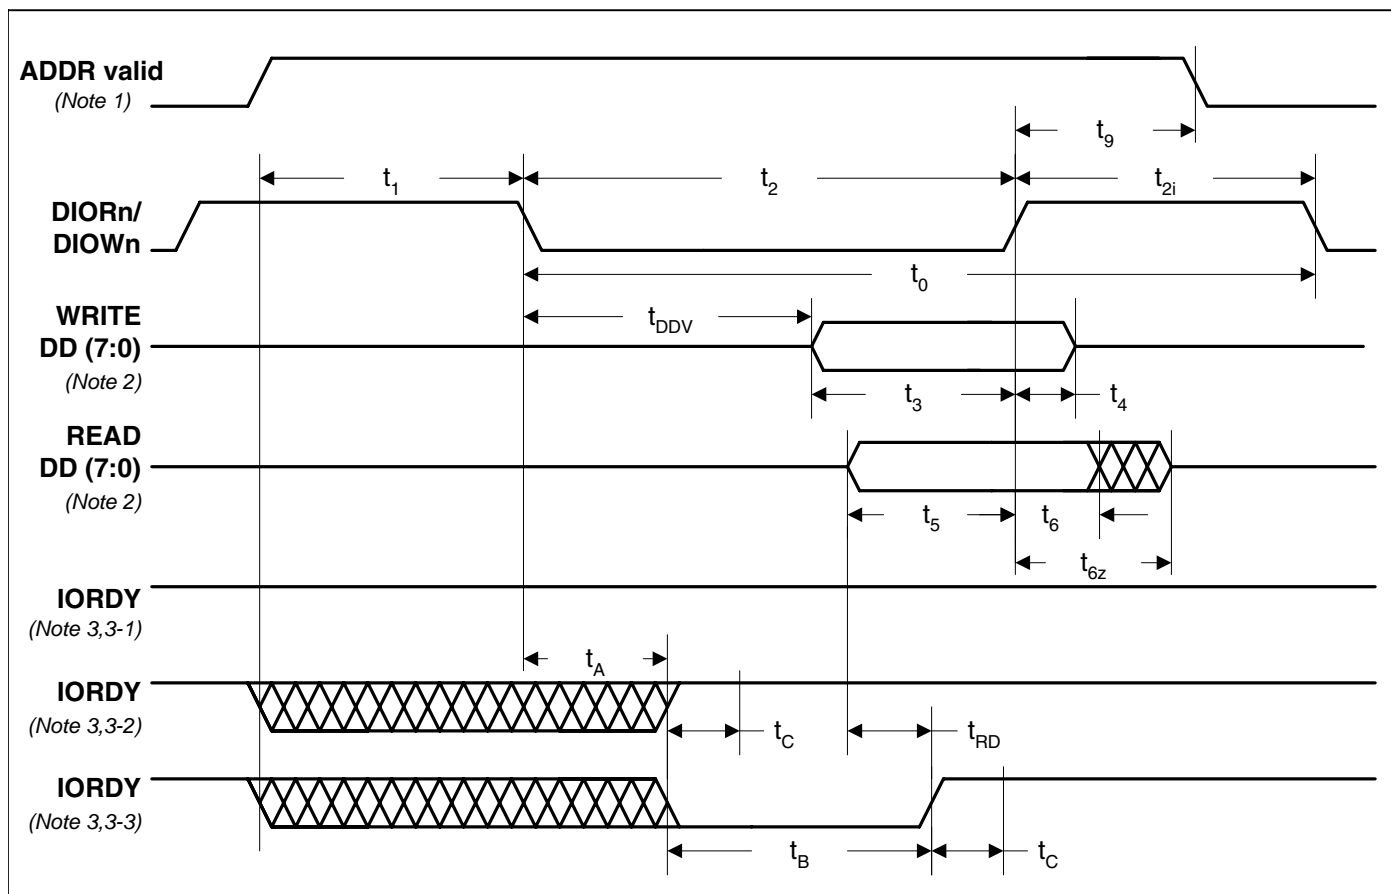 ADDR valid
(Note 1)
t9
t1
t2
t2i
DIORn/
DIOWn
t0
WRITE
DD (7:0)
(Note 2)
tDDV
t3
t4
READ
DD (7:0)
(Note 2)
t5
t6
t6z
IORDY
(Note 3,3-1)
tA
IORDY
(Note 3,3-2)
tC
tRD
IORDY
(Note 3,3-3)
tB
tC